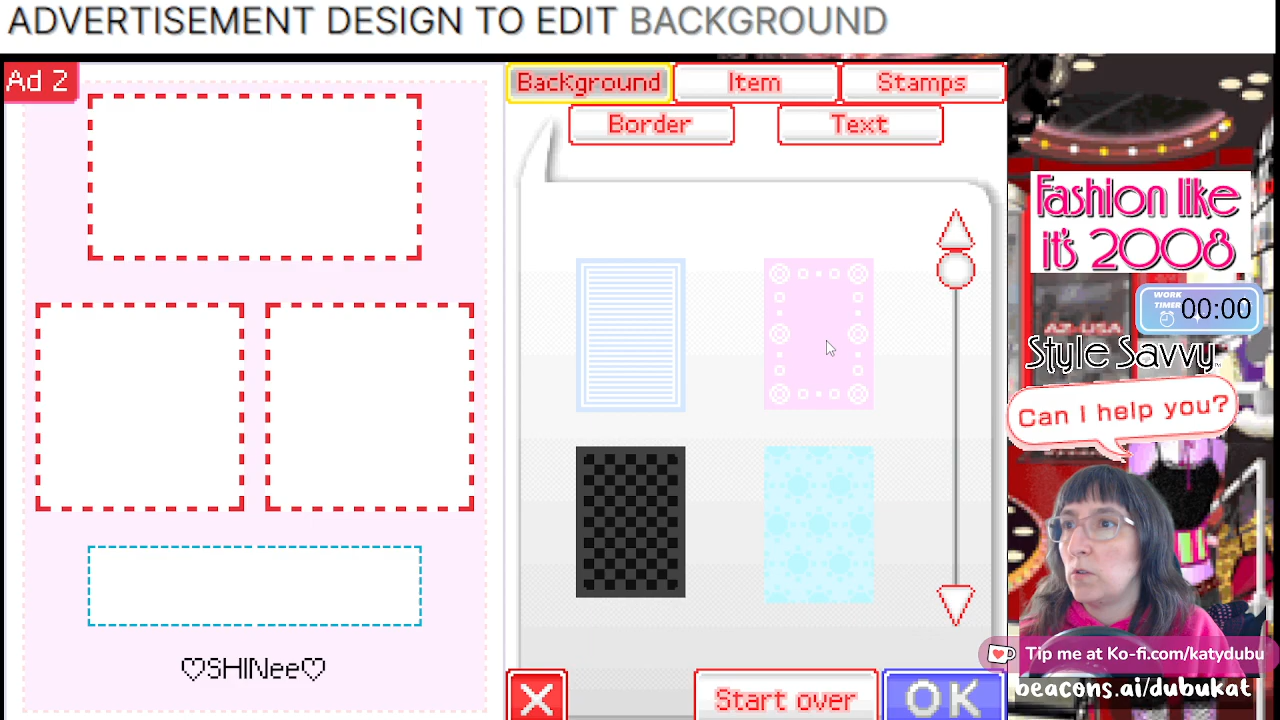 ADVERTISEMENT DESIGN TO EDIT BACKGROUND
Ad 2
Background
Item
Stamps
Border
Text
♡SHINee♡
Start over
OK
Fashion like
it's 2008
WORK
TIMER
00:00
AZ-USA
Style Savvy
Can I help you?
Tip me at Ko-fi.com/katydubu
beacons.ai/dubukat